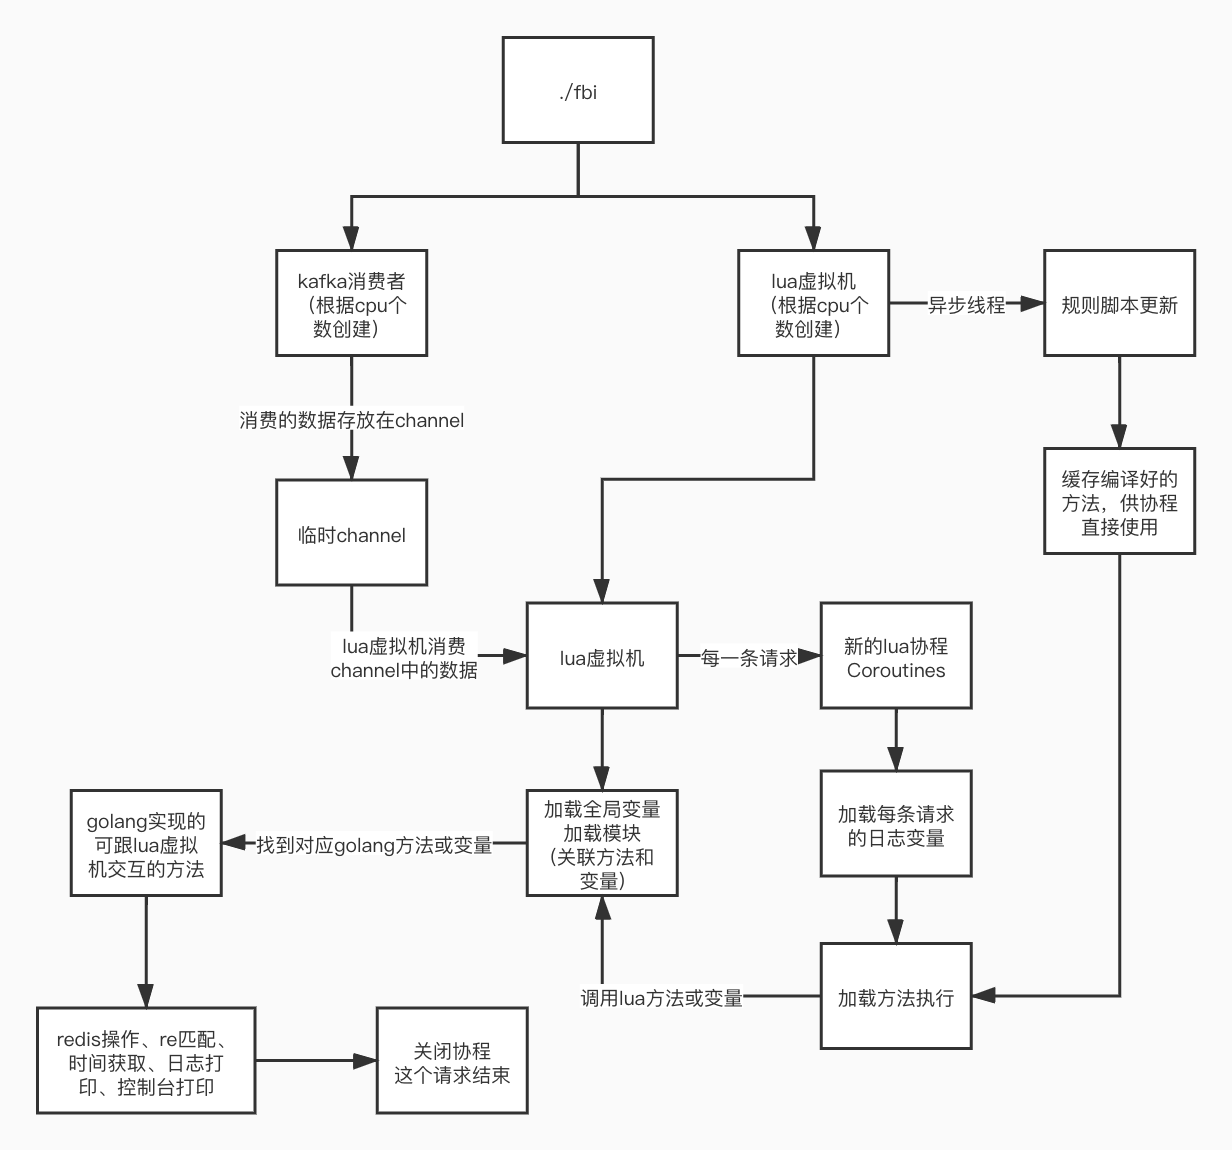 ./fbi
kafka消费者
（根据cpu个
数创建）
lua虚拟机
（根据cpu个
数创建）
异步线程
规则脚本更新
消费的数据存放在channel
缓存编译好的
方法，供协程
直接使用
临时channel
lua虚拟机消费
channel中的数据
lua虚拟机
每一条请求
新的lua协程
Coroutines
golang实现的
可跟lua虚拟
机交互的方法
找到对应golang方法或变量
加载全局变量
加载模块
（关联方法和
变量）
加载每条请求
的日志变量
调用lua方法或变量
加载方法执行
redis操作、re匹配、
时间获取、日志打
印、控制台打印
关闭协程
这个请求结束